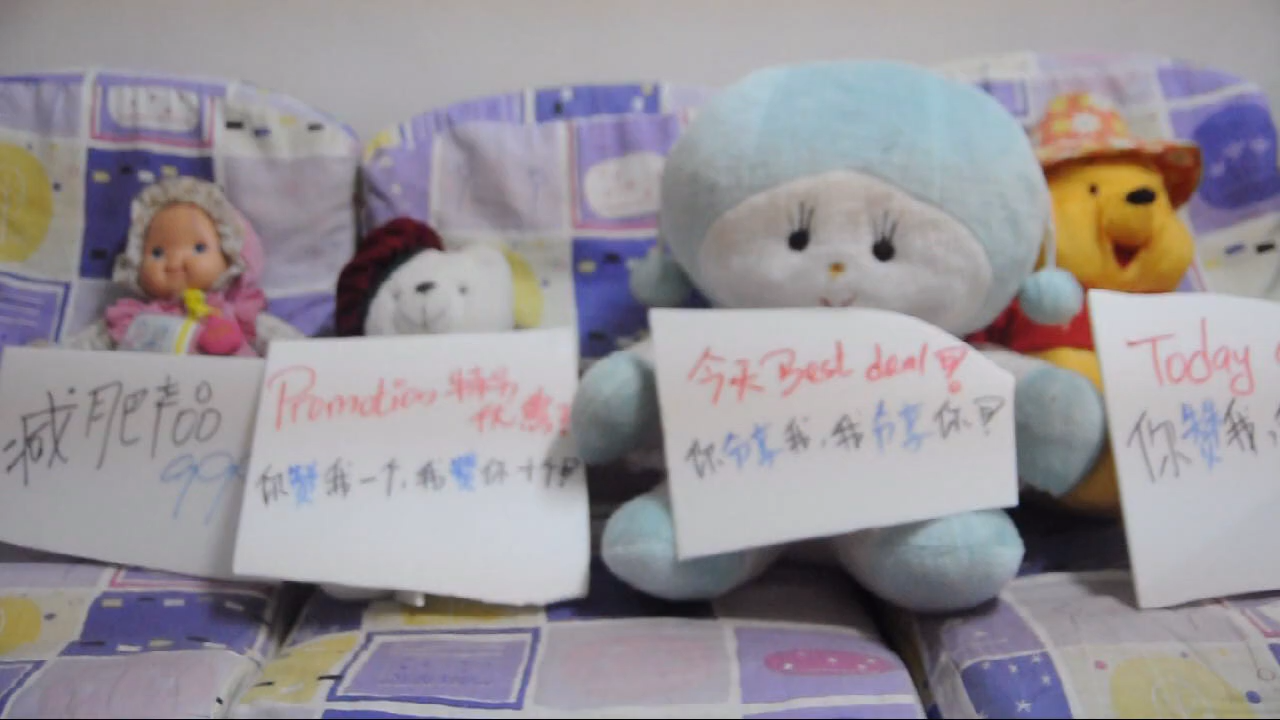 减肥产品
99
Promotion 特别
优惠
你赞我一个,我赞你十个!
今天 Best deal!
你分享我,我分享你!
Today
你赞我,